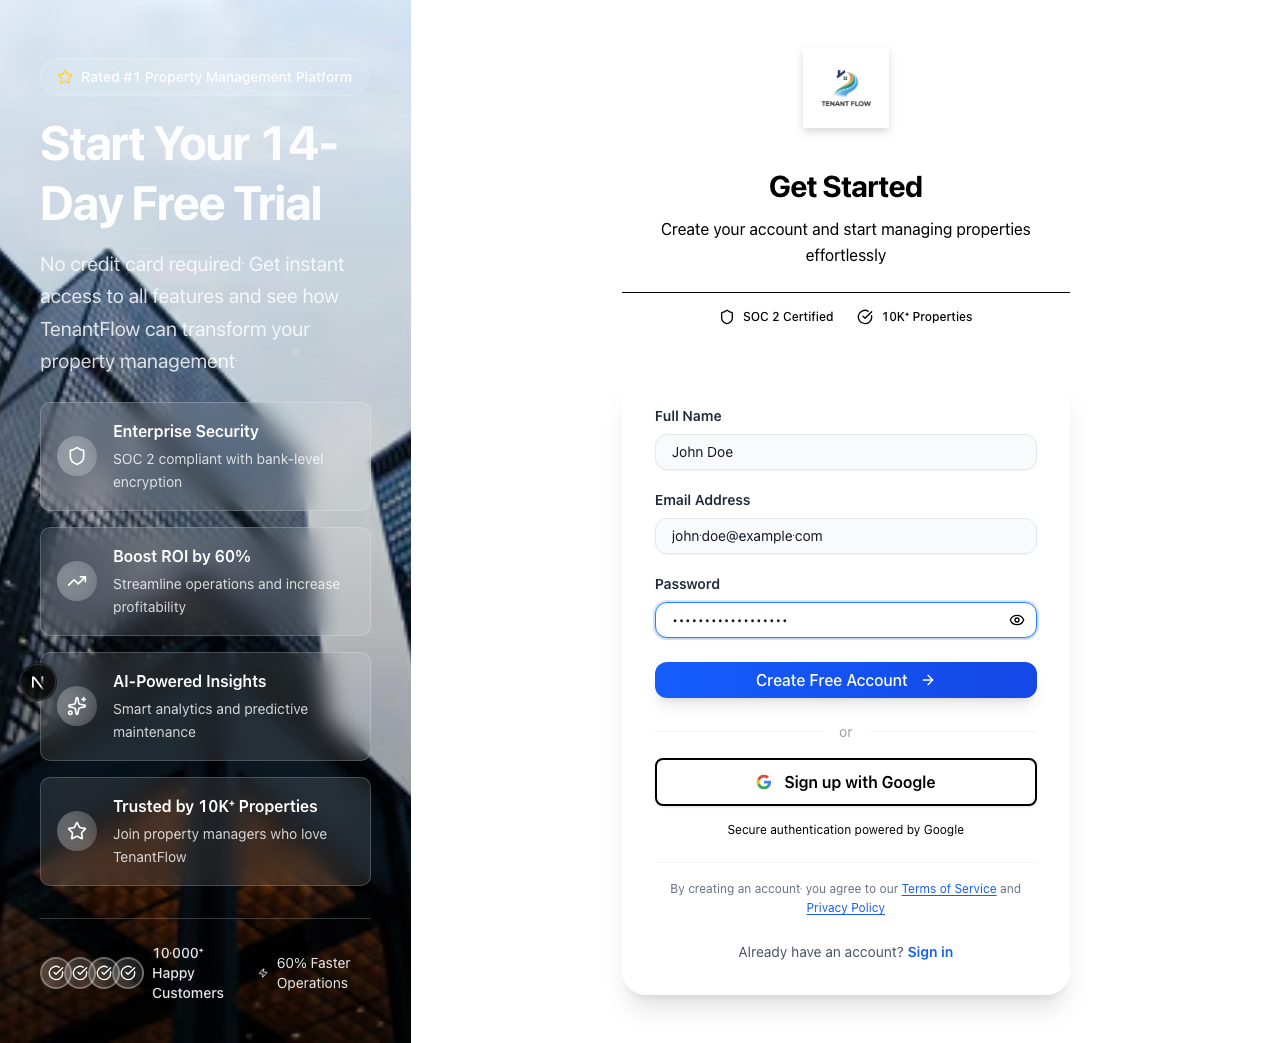 Rated #1 Property Management Platform
Start Your 14-
Day Free Trial
No credit card required· Get instant
access to all features and see how
TenantFlow can transform your
property management·
Enterprise Security
SOC 2 compliant with bank-level
encryption
Boost ROI by 60%
Streamline operations and increase
profitability
AI-Powered Insights
Smart analytics and predictive
maintenance
Trusted by 10K⁺ Properties
Join property managers who love
TenantFlow
10·000⁺
Happy
Customers
60% Faster
Operations
TENANT FLOW
Get Started
Create your account and start managing properties
effortlessly
SOC 2 Certified
10K⁺ Properties
Full Name
John Doe
Email Address
john·doe@example·com
Password
••••••••••••••••••
Create Free Account →
or
Sign up with Google
Secure authentication powered by Google
By creating an account· you agree to our Terms of Service and
Privacy Policy
Already have an account? Sign in